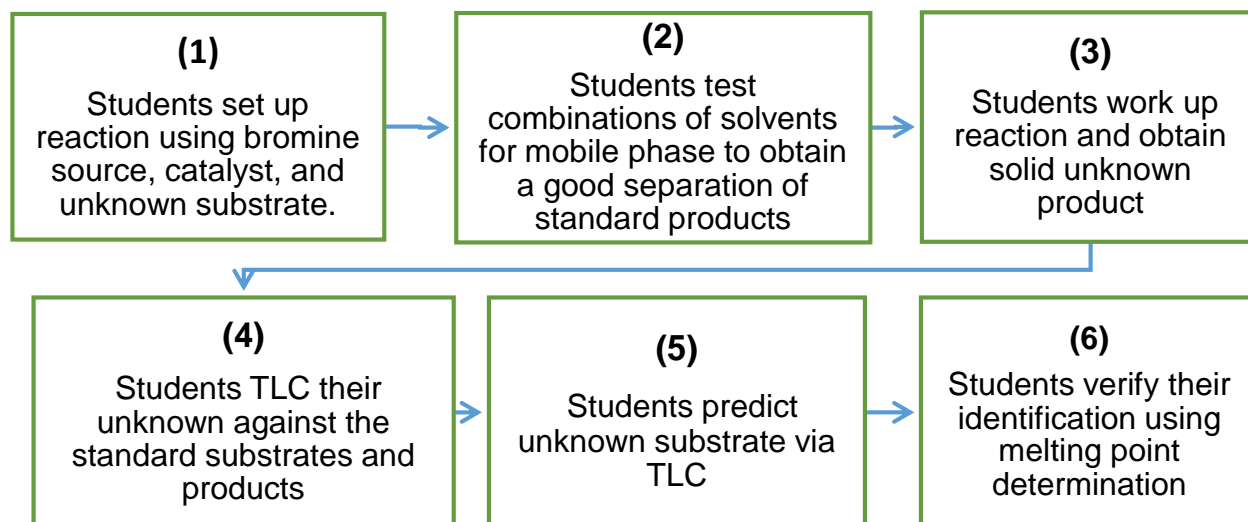 (1)
Students set up
reaction using bromine
source, catalyst, and
unknown substrate.
(2)
Students test
combinations of solvents
for mobile phase to obtain
a good separation of
standard products
(3)
Students work up
reaction and obtain
solid unknown
product
(4)
Students TLC their
unknown against the
standard substrates and
products
(5)
Students predict
unknown substrate via
TLC
(6)
Students verify their
identification using
melting point
determination